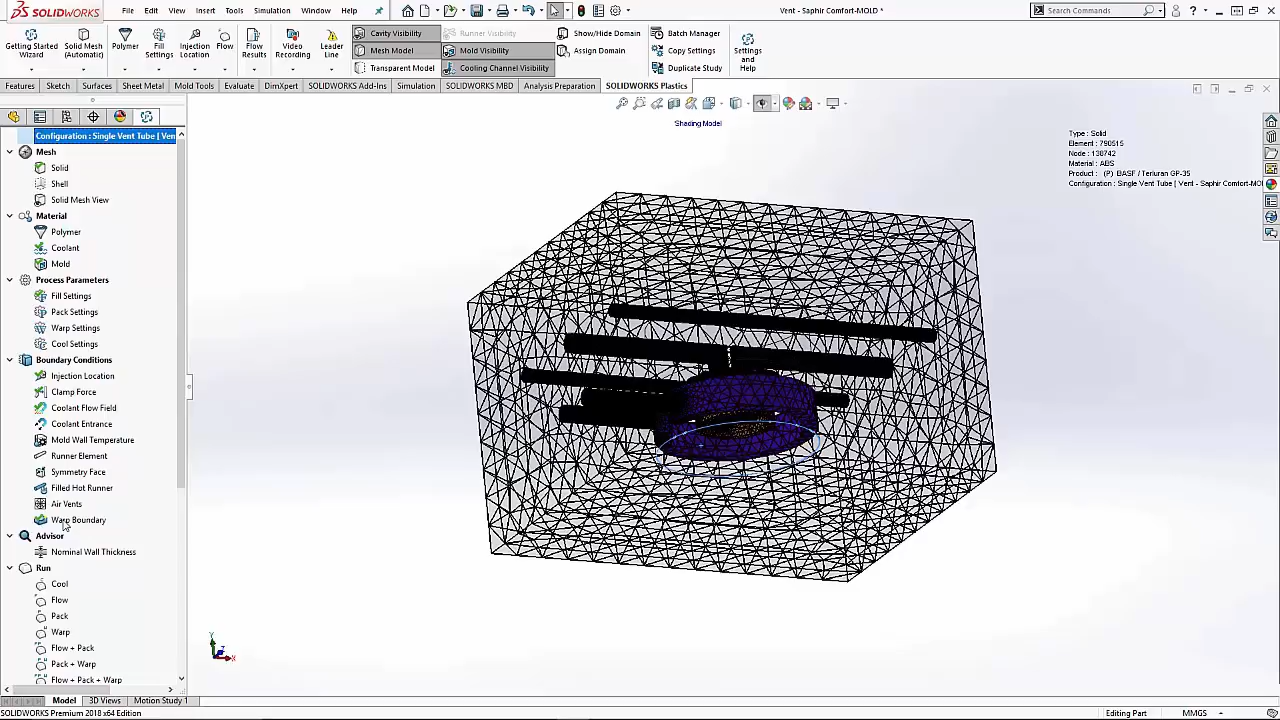 SOLIDWORKS
File Edit View Insert Tools Simulation Window Help
Vent - Saphir Comfort-MOLD *
Search Commands
Getting Started Wizard
Solid Mesh (Automatic)
Polymer
Fill Settings
Injection Location
Flow
Flow Results
Video Recording
Leader Line
Cavity Visibility
Mesh Model
Transparent Model
Runner Visibility
Mold Visibility
Cooling Channel Visibility
Show/Hide Domain
Assign Domain
Batch Manager
Copy Settings
Duplicate Study
Settings and Help
Features Sketch Surfaces Sheet Metal Mold Tools Evaluate DimXpert SOLIDWORKS Add-Ins Simulation SOLIDWORKS MBD Analysis Preparation SOLIDWORKS Plastics
Shading Model
Type : Solid
Element : 790515
Node : 138742
Material : ABS
Product : (P) BASF / Terluran GP-35
Configuration : Single Vent Tube [ Vent - Saphir Comfort-MOL
Configuration : Single Vent Tube [ Ven
Mesh
Solid
Shell
Solid Mesh View
Material
Polymer
Coolant
Mold
Process Parameters
Fill Settings
Pack Settings
Warp Settings
Cool Settings
Boundary Conditions
Injection Location
Clamp Force
Coolant Flow Field
Coolant Entrance
Mold Wall Temperature
Runner Element
Symmetry Face
Filled Hot Runner
Air Vents
Warp Boundary
Advisor
Nominal Wall Thickness
Run
Cool
Flow
Pack
Warp
Flow + Pack
Pack + Warp
Flow + Pack + Warp
Y
Z
X
Model 3D Views Motion Study 1
SOLIDWORKS Premium 2018 x64 Edition
Editing Part
MMGS